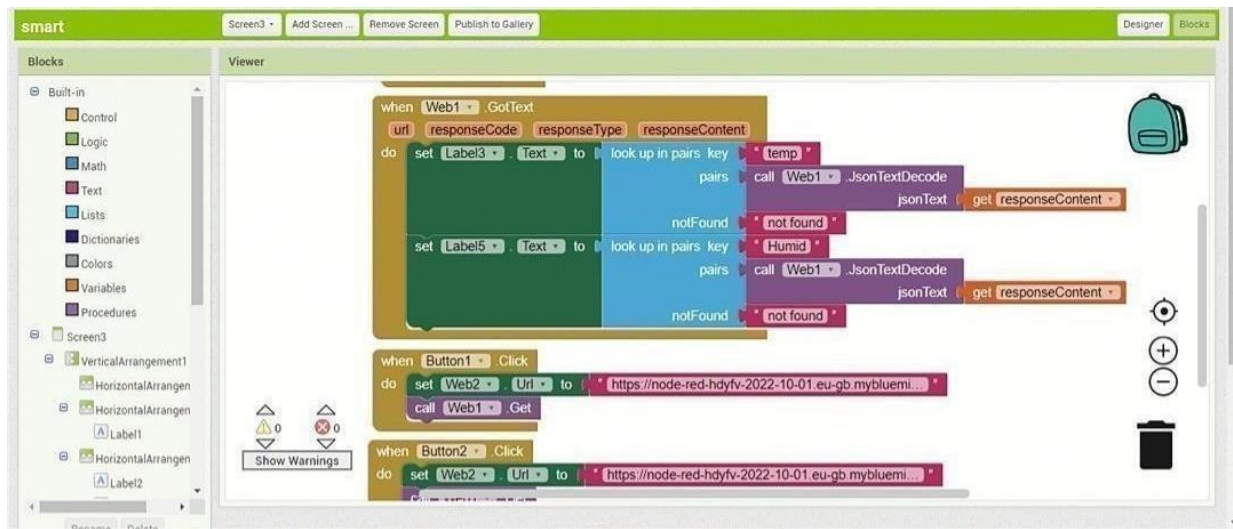 smart
Screen3 Add Screen ... Remove Screen Publish to Gallery
Designer Blocks
Blocks
Viewer
Built-in
Control
Logic
Math
Text
Lists
Dictionaries
Colors
Variables
Procedures
Screen3
VerticalArrangement1
HorizontalArrangen
HorizontalArrangen
Label1
HorizontalArrangen
Label2
Rename Delete
when Web1 .GotText
url responseCode responseType responseContent
do set Label3 . Text to look up in pairs key " temp "
pairs call Web1 .JsonTextDecode
jsonText get responseContent
notFound " not found "
set Label5 . Text to look up in pairs key " Humid "
pairs call Web1 .JsonTextDecode
jsonText get responseContent
notFound " not found "
when Button1 .Click
do set Web2 . Url to " https://node-red-hdyfv-2022-10-01.eu-gb.mybluemi... "
call Web1 .Get
when Button2 .Click
do set Web2 . Url to " https://node-red-hdyfv-2022-10-01.eu-gb.mybluemi... "
0 0
Show Warnings